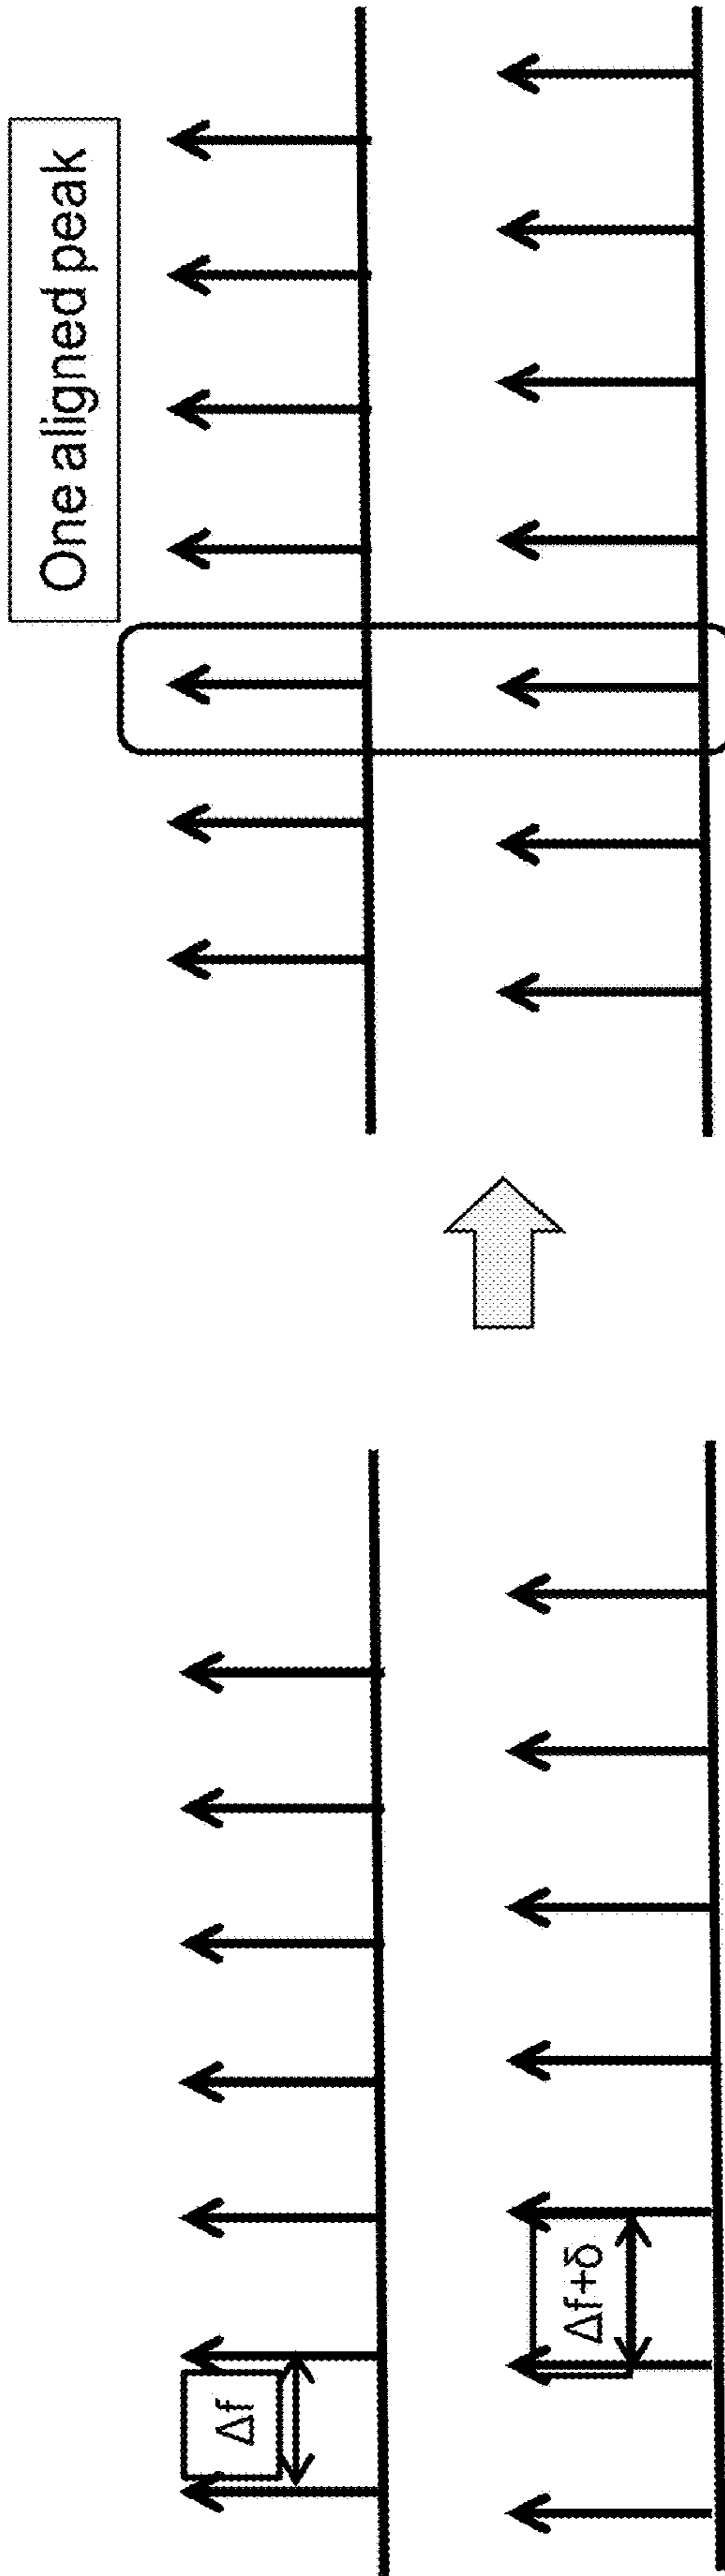 One aligned peak
Δf
Δf+δ